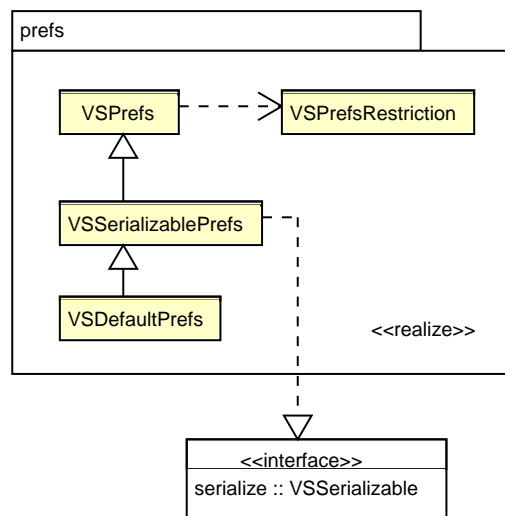 prefs
VSPrefs
VSPrefsRestriction
VSSerializablePrefs
VSDefaultPrefs
<<realize>>
<<interface>>
serialize :: VSSerializable